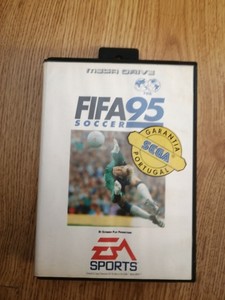 MEGA DRIVE
FIFA 95
SOCCER
GARANTIA
SEGA
PORTUGAL
EA
SPORTS